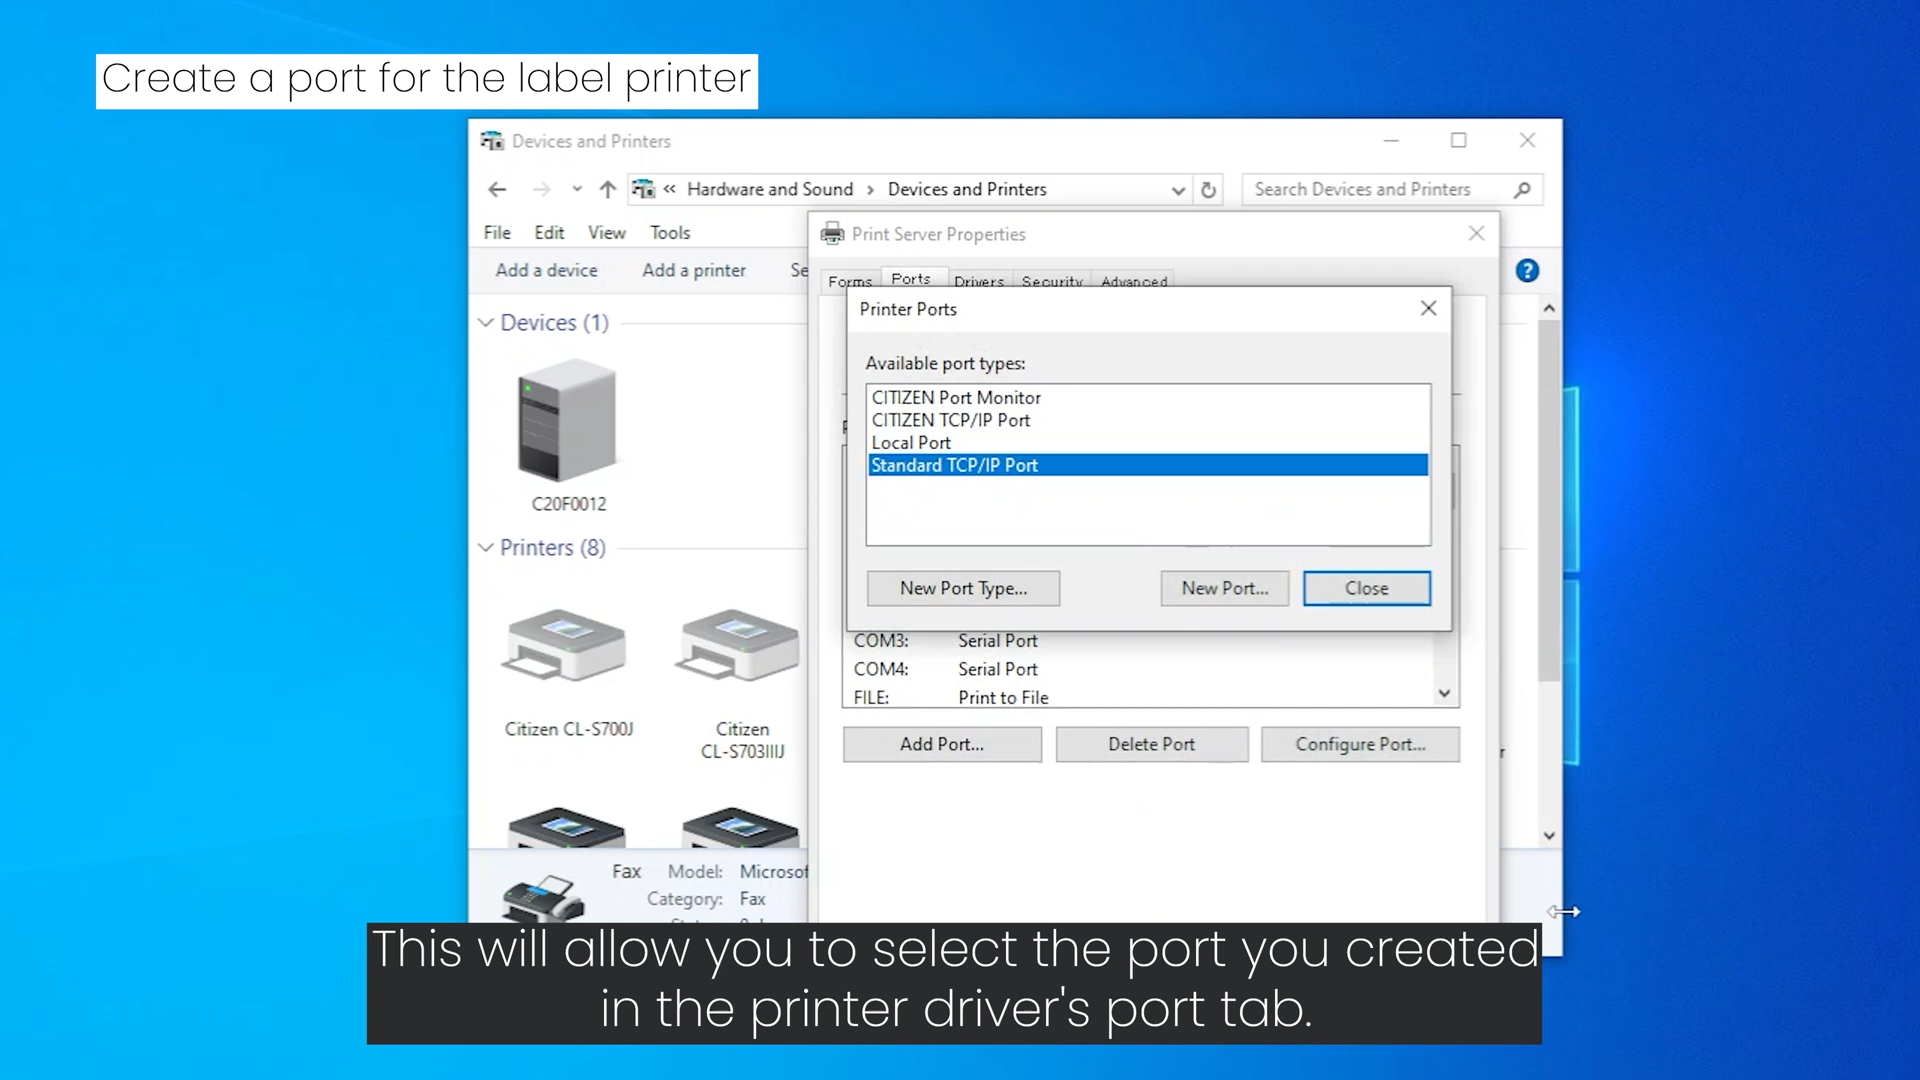 Create a port for the label printer
Devices and Printers
« Hardware and Sound › Devices and Printers
Search Devices and Printers
File Edit View Tools
Print Server Properties
Add a device Add a printer Se
Forms Ports Drivers Security Advanced
?
Printer Ports
Devices (1)
Available port types:
CITIZEN Port Monitor
CITIZEN TCP/IP Port
Local Port
Standard TCP/IP Port
C20F0012
Printers (8)
New Port Type... New Port... Close
COM3: Serial Port
COM4: Serial Port
FILE: Print to File
Citizen CL-S700J
Citizen
CL-S703IIIJ
Add Port... Delete Port Configure Port...
Fax Model: Microsof
Category: Fax
This will allow you to select the port you created
in the printer driver's port tab.